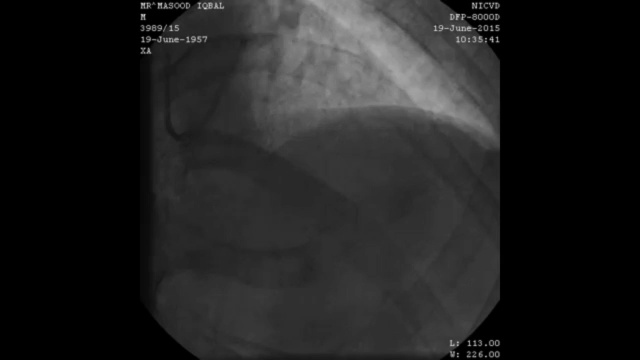 MR^MASOOD IQBAL
M
3989/15
19-June-1957
XA
NICVD
DFP-8000D
19-June-2015
10:35:41
L: 113.00
W: 226.00